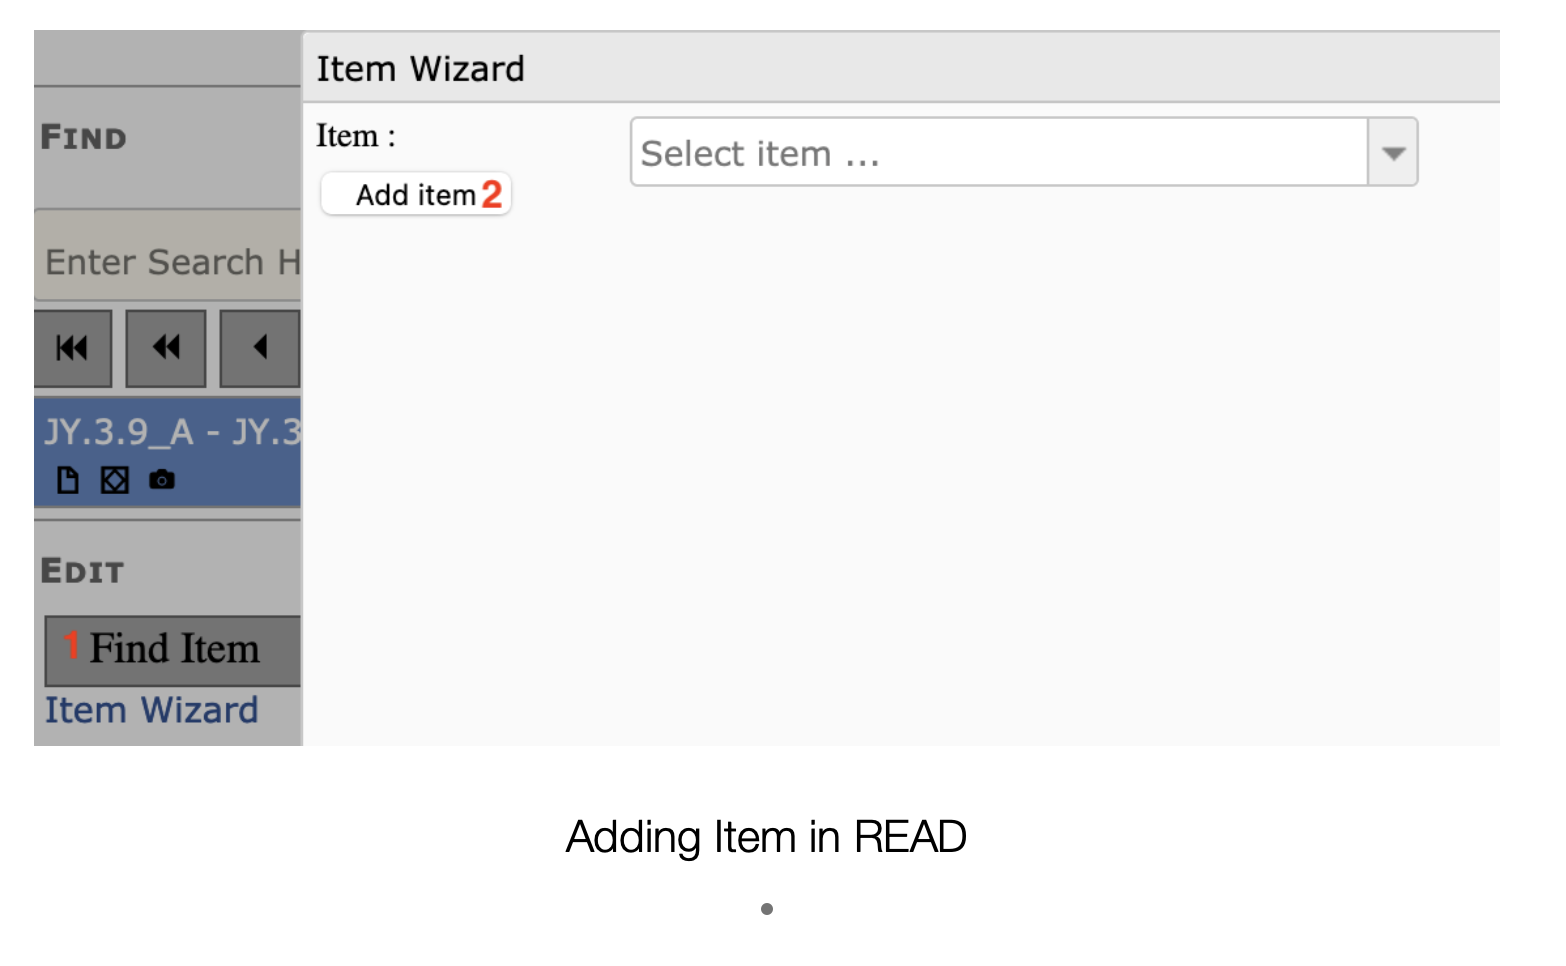 Item Wizard
FIND
Item :
Select item ...
Add item 2
Enter Search H
JY.3.9_A - JY.3
EDIT
1 Find Item
Item Wizard
Adding Item in READ